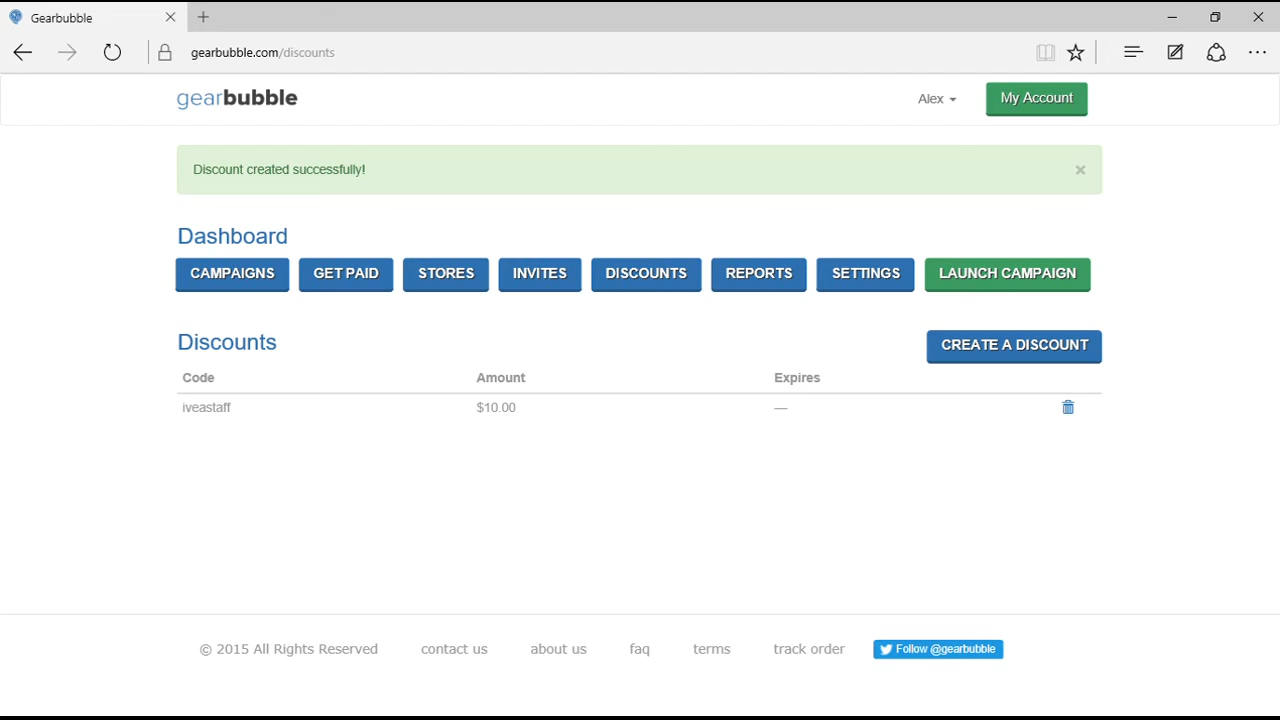 Gearbubble
gearbubble.com/discounts
gearbubble
Alex
My Account
Discount created successfully!
×
Dashboard
CAMPAIGNS
GET PAID
STORES
INVITES
DISCOUNTS
REPORTS
SETTINGS
LAUNCH CAMPAIGN
Discounts
CREATE A DISCOUNT
Code Amount Expires
iveastaff $10.00 —
© 2015 All Rights Reserved contact us about us faq terms track order Follow @gearbubble